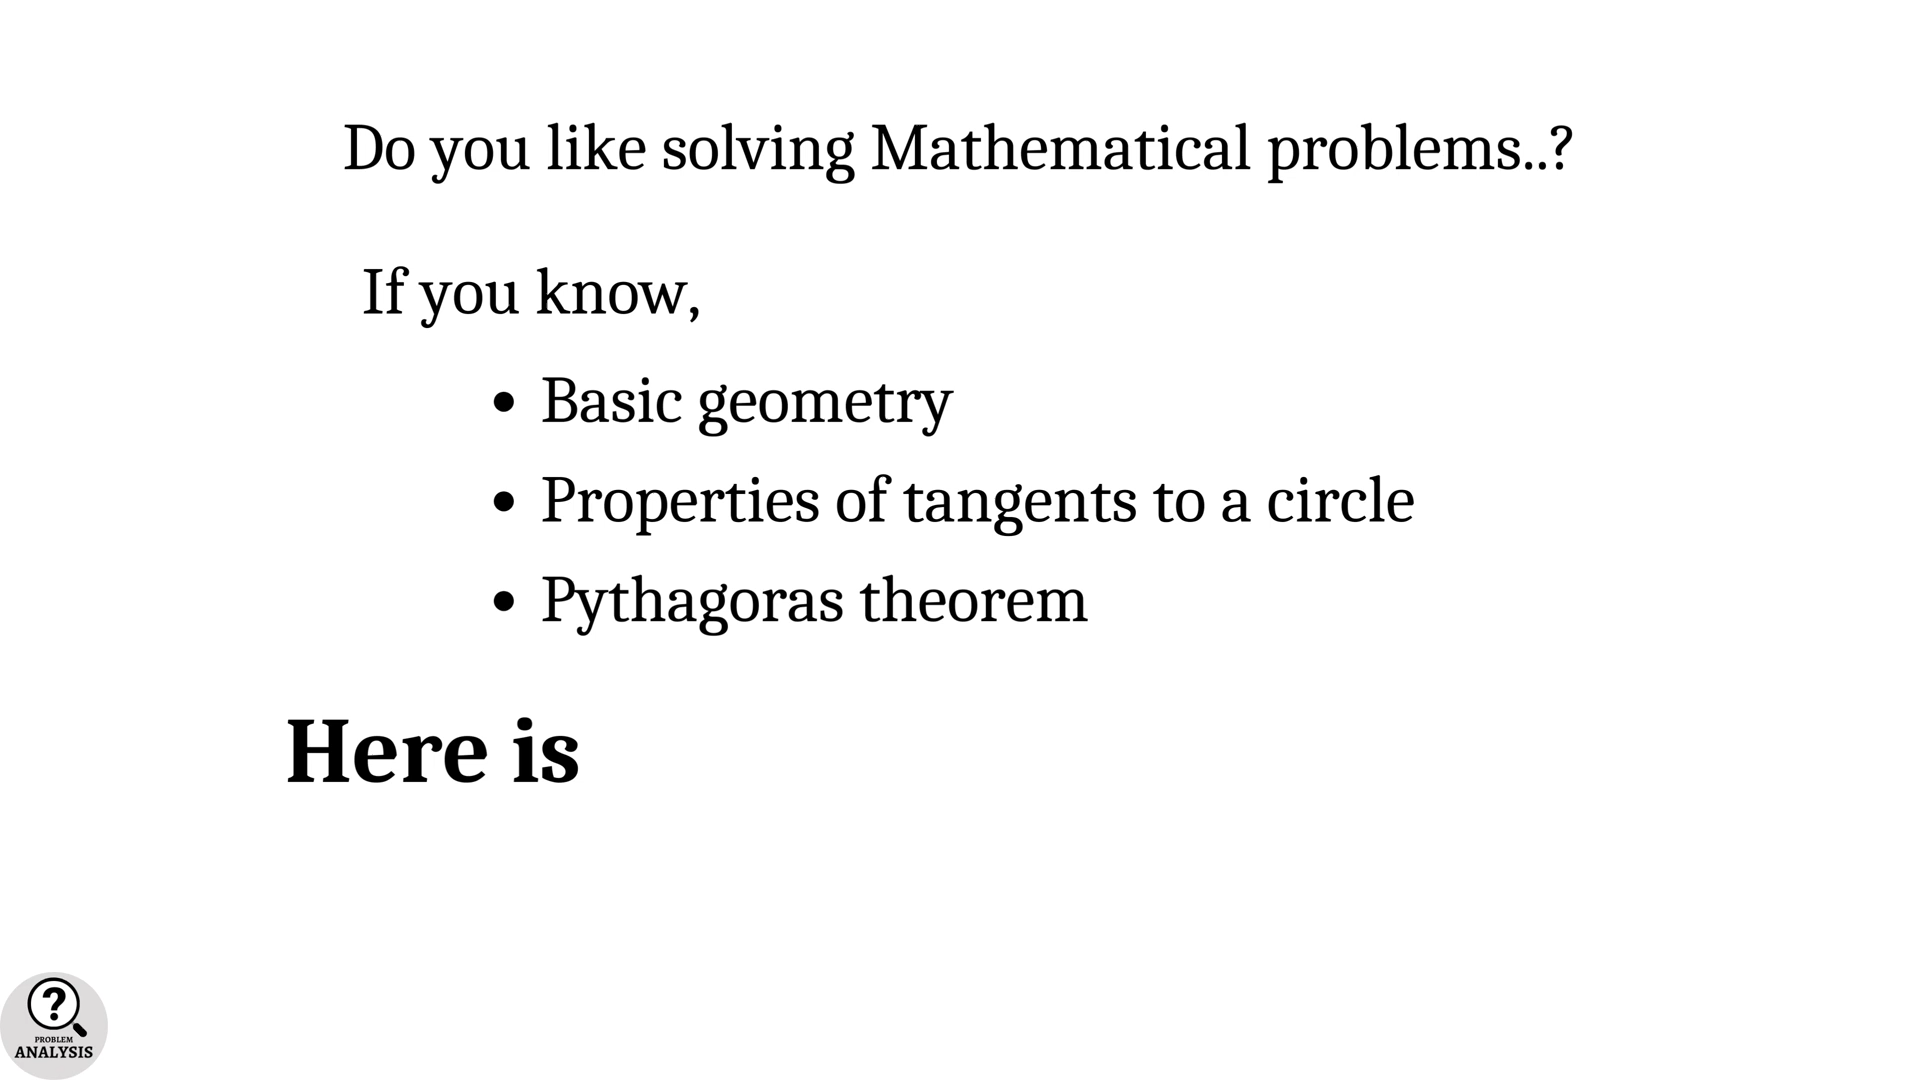 Do you like solving Mathematical problems..?
If you know,
• Basic geometry
• Properties of tangents to a circle
• Pythagoras theorem
Here is
?
PROBLEM
ANALYSIS